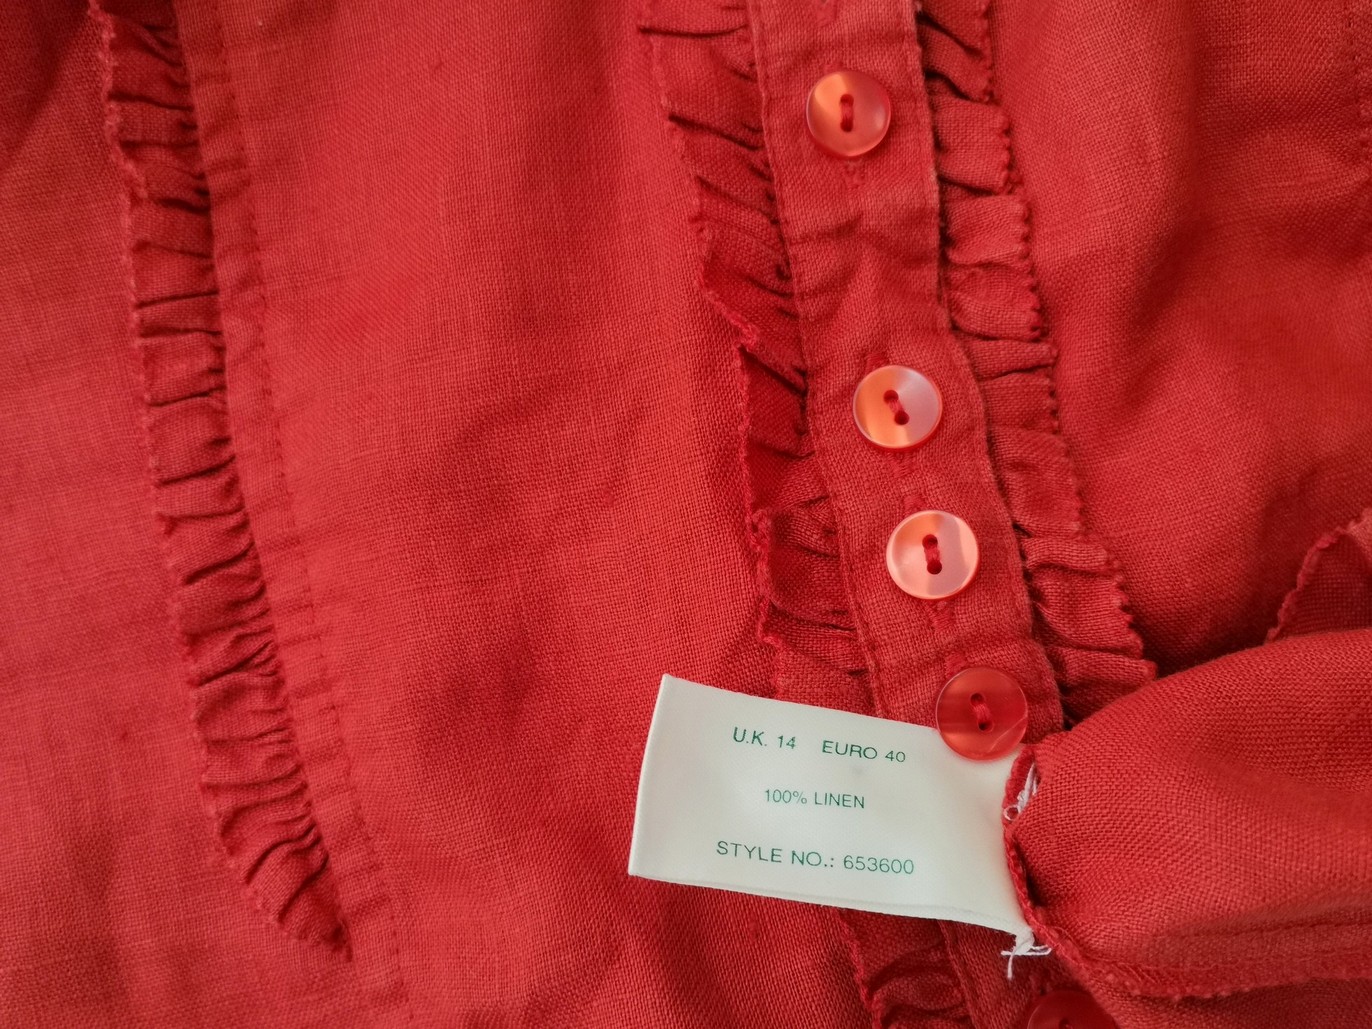 U.K. 14 EURO 40
100% LINEN
STYLE NO.: 653600